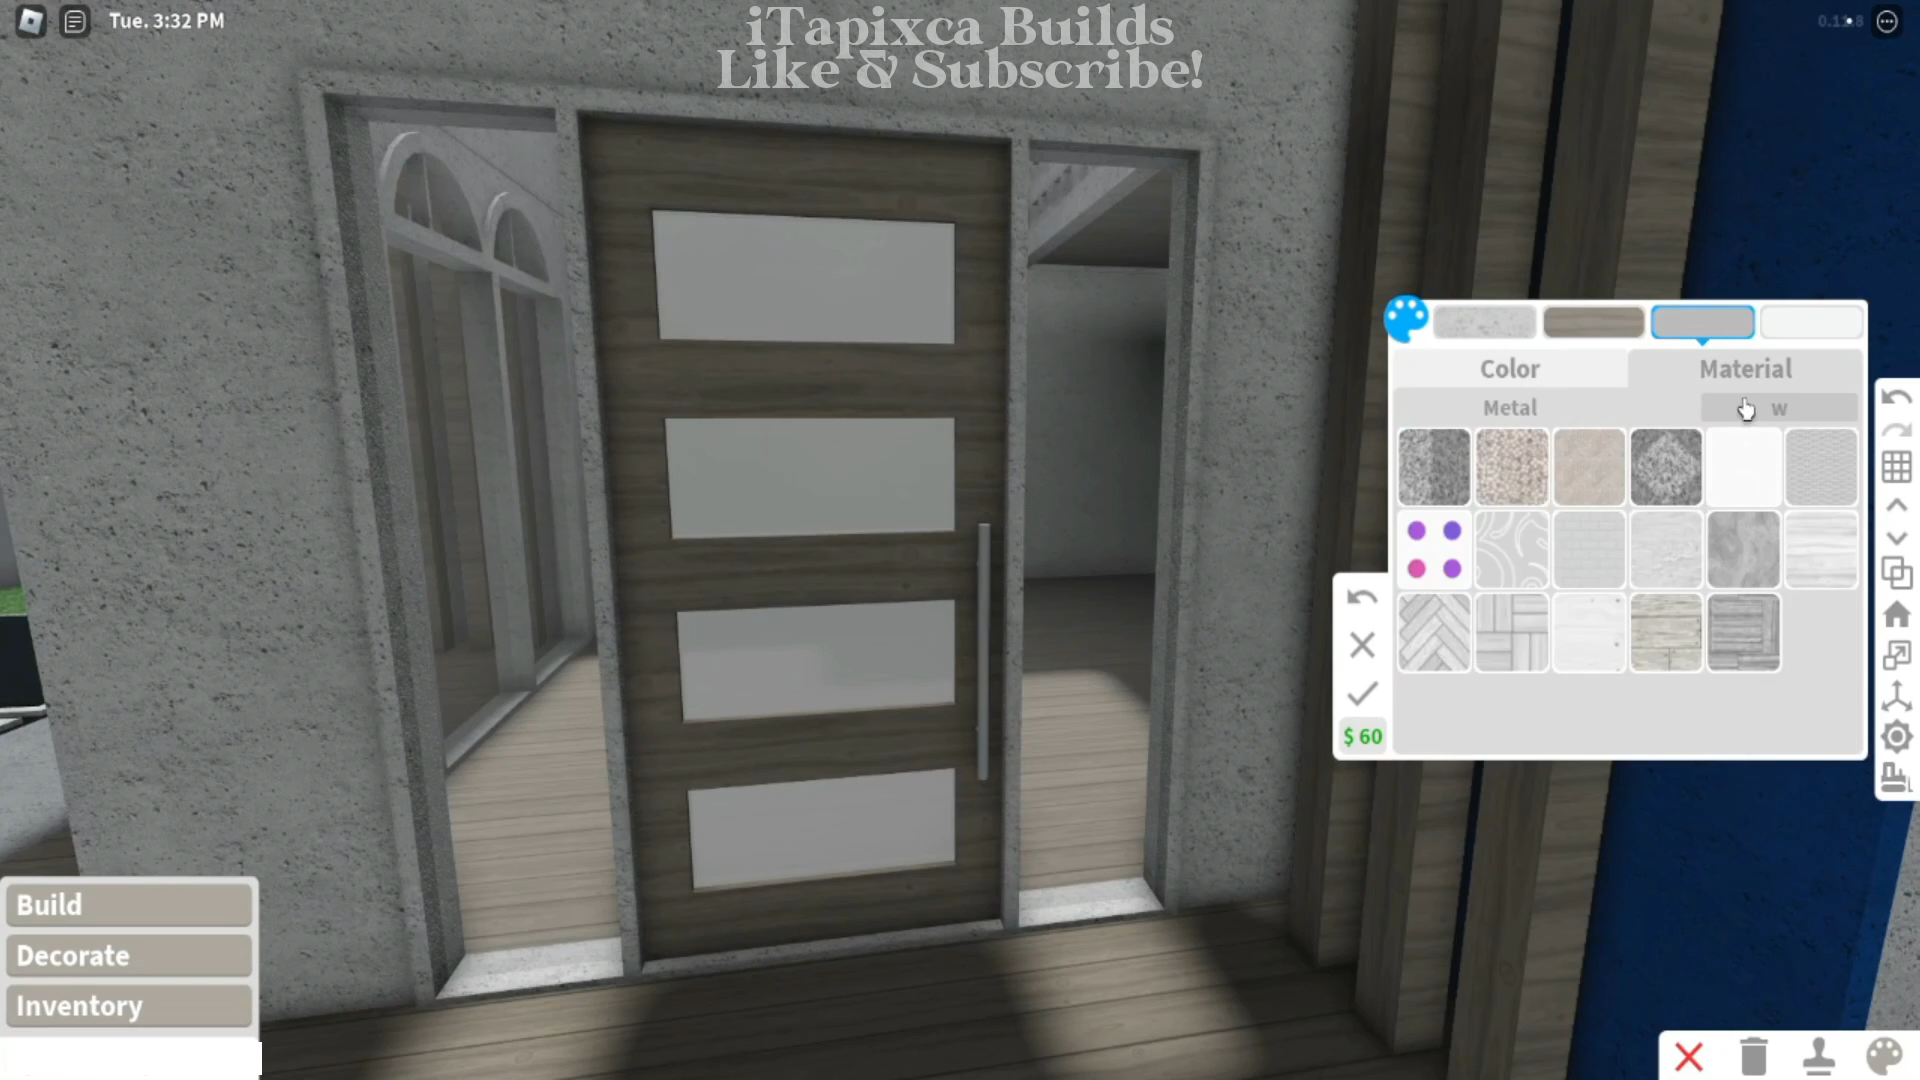 Tue. 3:32 PM
iTapixca Builds
Like & Subscribe!
Color
Material
Metal
w
$ 60
Build
Decorate
Inventory